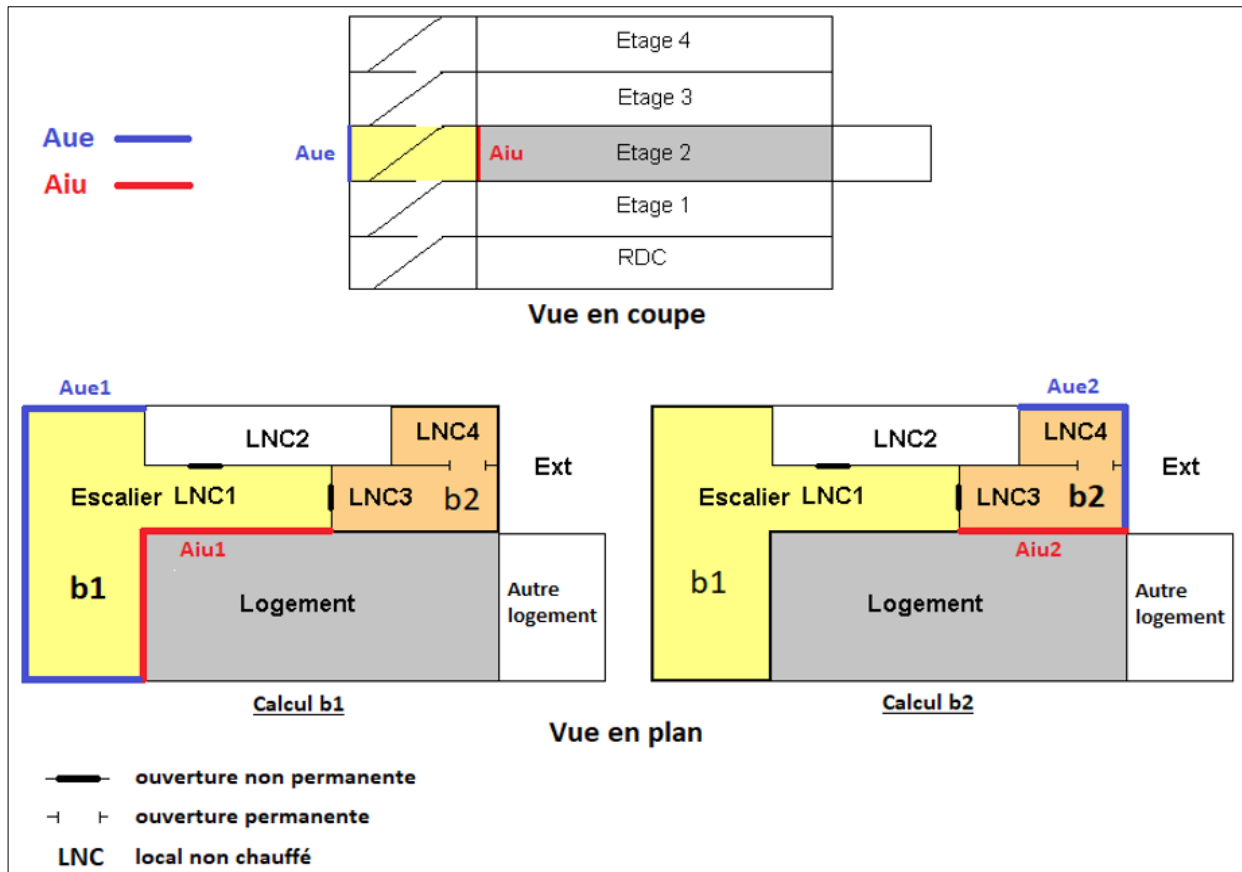 Etage 4
Etage 3
Aue
Aue
Aiu
Etage 2
Aiu
Etage 1
RDC
Vue en coupe
Aue1
LNC2
LNC4
Ext
Escalier LNC1
LNC3
b2
Aiu1
b1
Logement
Autre
logement
Calcul b1
Aue2
LNC2
LNC4
Ext
Escalier LNC1
LNC3
b2
Aiu2
b1
Logement
Autre
logement
Calcul b2
Vue en plan
ouverture non permanente
ouverture permanente
LNC local non chauffé